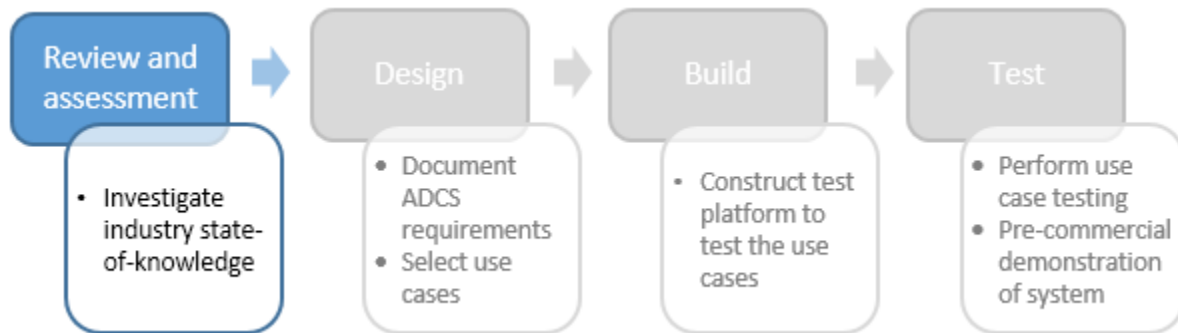 Review and
assessment
• Investigate
industry state-
of-knowledge
Design
• Document
ADCS
requirements
• Select use
cases
Build
• Construct test
platform to
test the use
cases
Test
• Perform use
case testing
• Pre-commercial
demonstration
of system